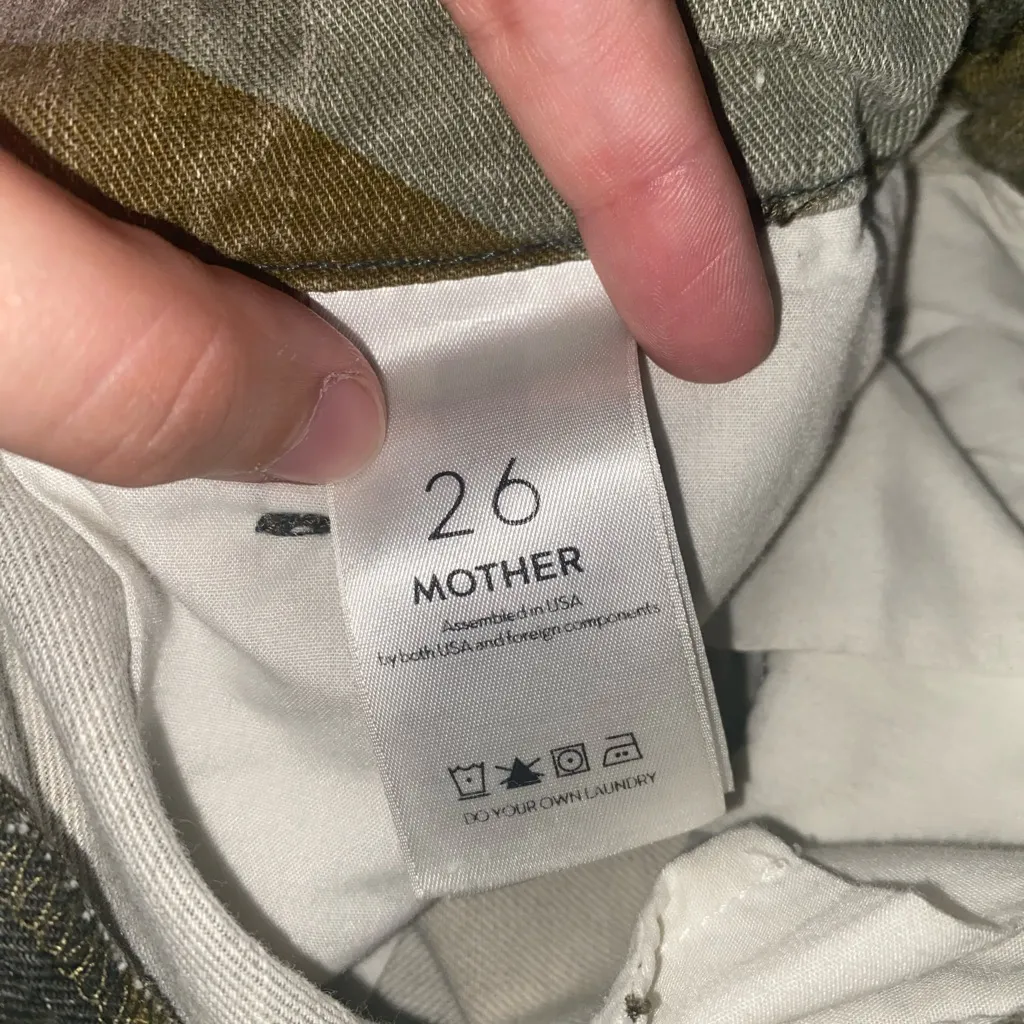 26
MOTHER
Assembled in USA
by both USA and foreign components
DO YOUR OWN LAUNDRY